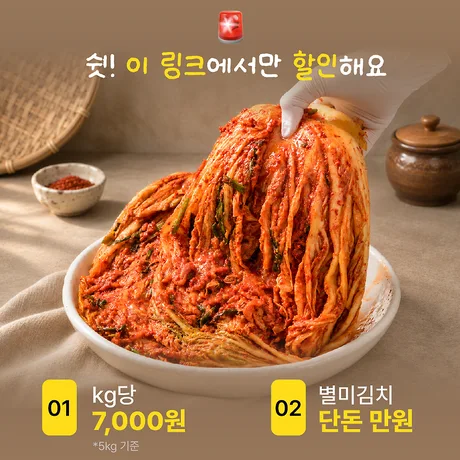 쉿! 이 링크에서만 할인해요
01
kg당
7,000원
*5kg 기준
02
별미김치
단돈 만원